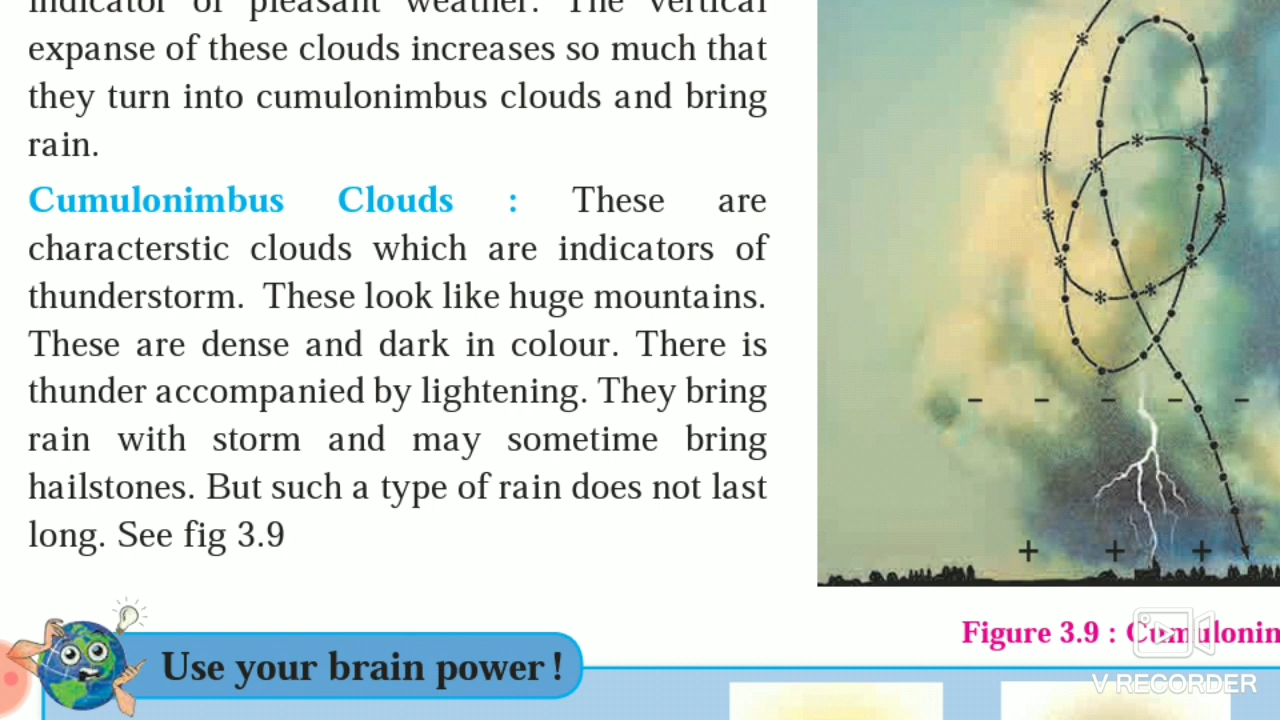 indicator of pleasant weather. The vertical
expanse of these clouds increases so much that
they turn into cumulonimbus clouds and bring
rain.
Cumulonimbus Clouds : These are
characterstic clouds which are indicators of
thunderstorm. These look like huge mountains.
These are dense and dark in colour. There is
thunder accompanied by lightening. They bring
rain with storm and may sometime bring
hailstones. But such a type of rain does not last
long. See fig 3.9
- - - - -
+ + +
Figure 3.9 : Cumulonim
V RECORDER
Use your brain power!